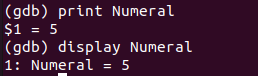 (gdb) print Numeral
$1 = 5
(gdb) display Numeral
1: Numeral = 5